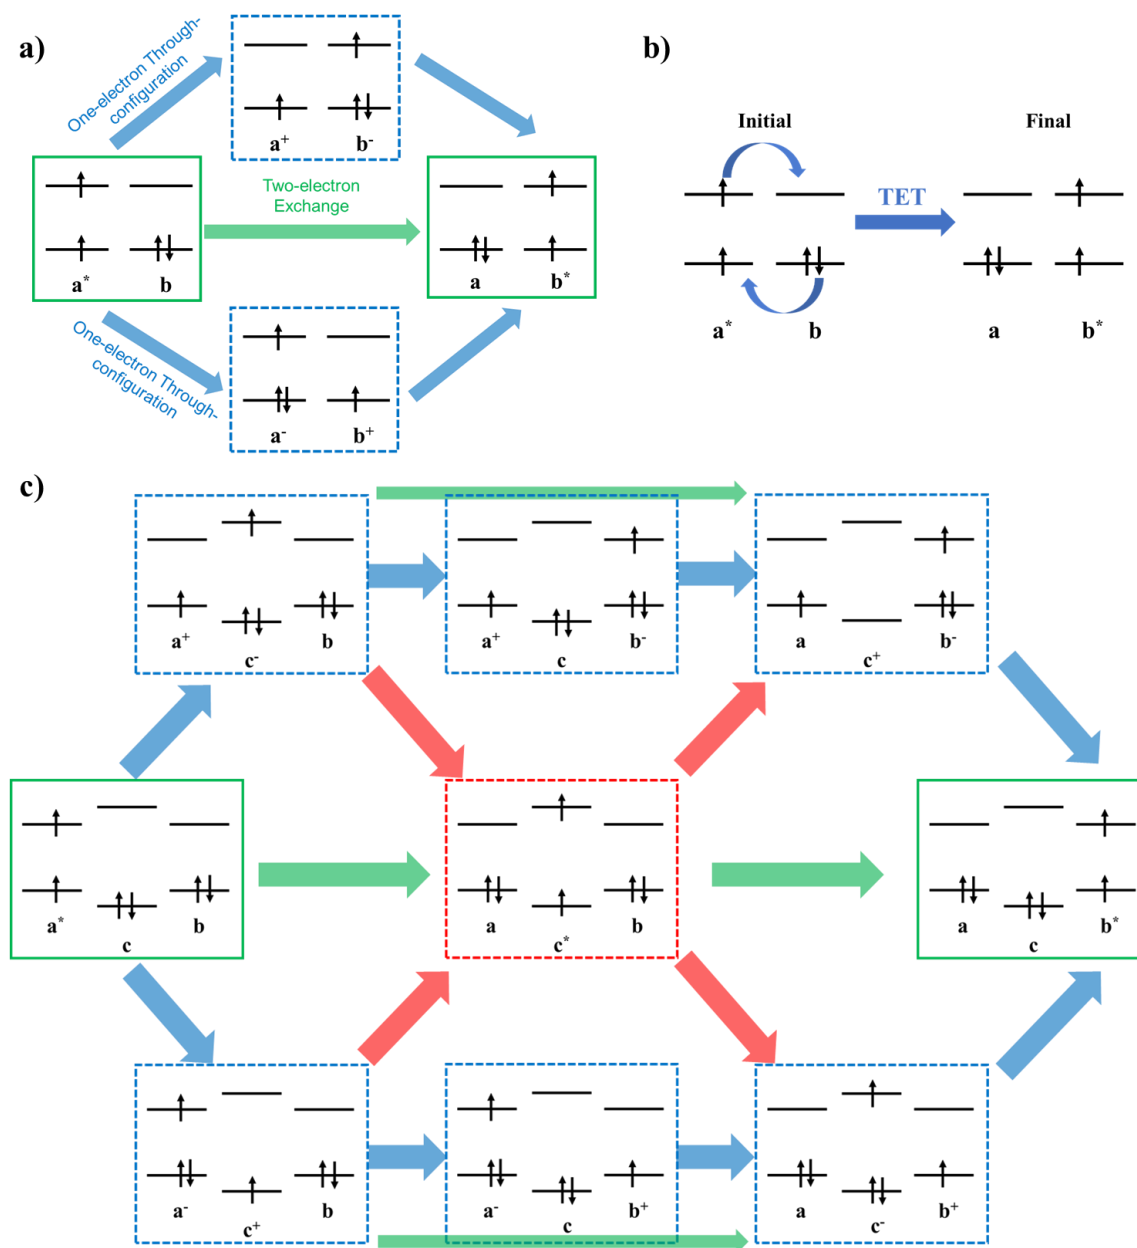 a)
One-electron Through-
configuration
a⁺ b⁻
Two-electron
Exchange
a* b
a b*
One-electron Through-
configuration
a⁻ b⁺
b)
Initial Final
TET
a* b a b*
c)
a⁺ c⁻ b
a⁺ c b⁻
a c⁺ b⁻
a* c b
a c* b
a c b*
a⁻ c⁺ b
a⁻ c b⁺
a c⁻ b⁺